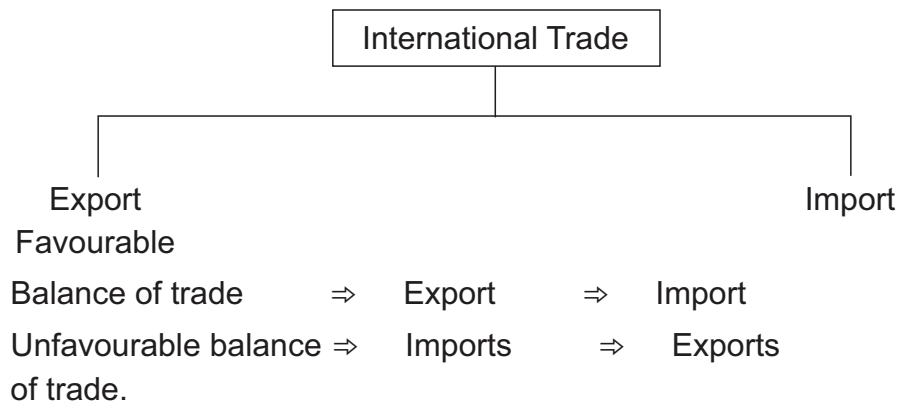 International Trade
Export Import
Favourable
Balance of trade ⇒ Export ⇒ Import
Unfavourable balance ⇒ Imports ⇒ Exports
of trade.